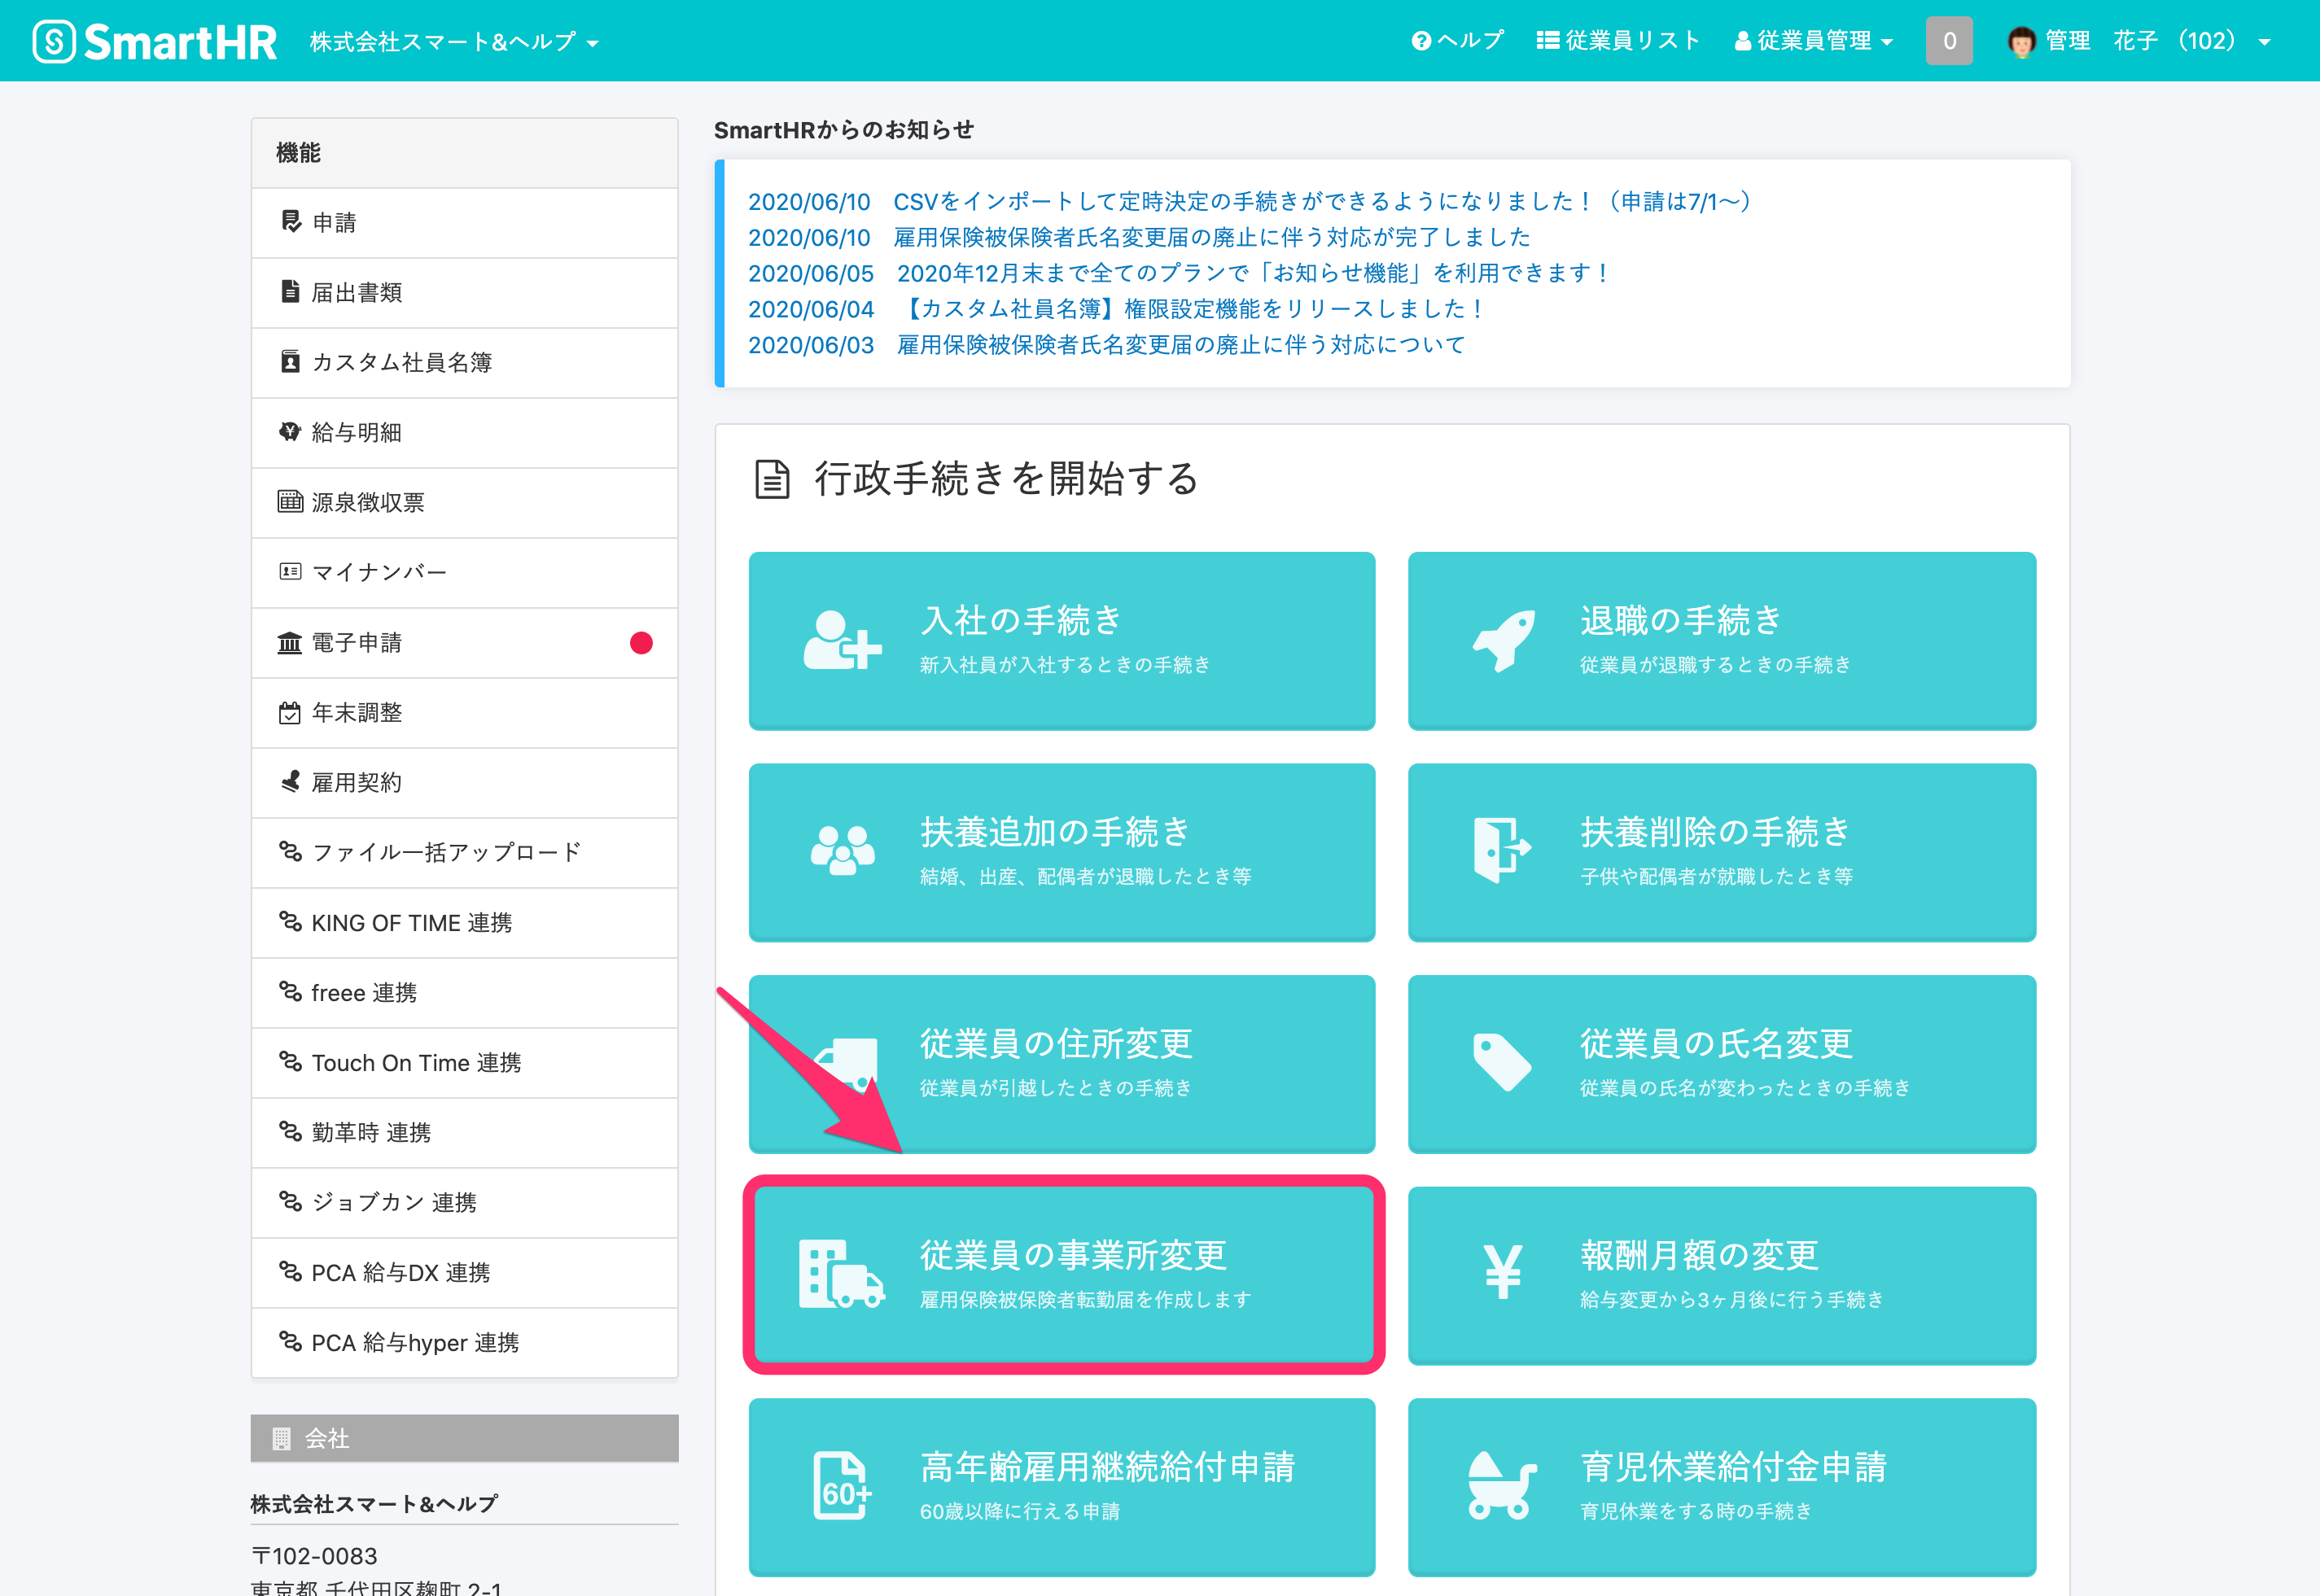 SmartHR 株式会社スマート&ヘルプ ヘルプ 従業員リスト 従業員管理 0 管理 花子 （102）
機能
申請
届出書類
カスタム社員名簿
給与明細
源泉徴収票
マイナンバー
電子申請
年末調整
雇用契約
ファイル一括アップロード
KING OF TIME 連携
freee 連携
Touch On Time 連携
勤革時 連携
ジョブカン 連携
PCA 給与DX 連携
PCA 給与hyper 連携
会社
株式会社スマート&ヘルプ
〒102-0083
東京都 千代田区麹町 2-1
SmartHRからのお知らせ
2020/06/10 CSVをインポートして定時決定の手続きができるようになりました！（申請は7/1〜）
2020/06/10 雇用保険被保険者氏名変更届の廃止に伴う対応が完了しました
2020/06/05 2020年12月末まで全てのプランで「お知らせ機能」を利用できます！
2020/06/04 【カスタム社員名簿】権限設定機能をリリースしました！
2020/06/03 雇用保険被保険者氏名変更届の廃止に伴う対応について
行政手続きを開始する
入社の手続き
新入社員が入社するときの手続き
退職の手続き
従業員が退職するときの手続き
扶養追加の手続き
結婚、出産、配偶者が退職したとき等
扶養削除の手続き
子供や配偶者が就職したとき等
従業員の住所変更
従業員が引越したときの手続き
従業員の氏名変更
従業員の氏名が変わったときの手続き
従業員の事業所変更
雇用保険被保険者転勤届を作成します
¥
報酬月額の変更
給与変更から3ヶ月後に行う手続き
60+
高年齢雇用継続給付申請
60歳以降に行える申請
育児休業給付金申請
育児休業をする時の手続き